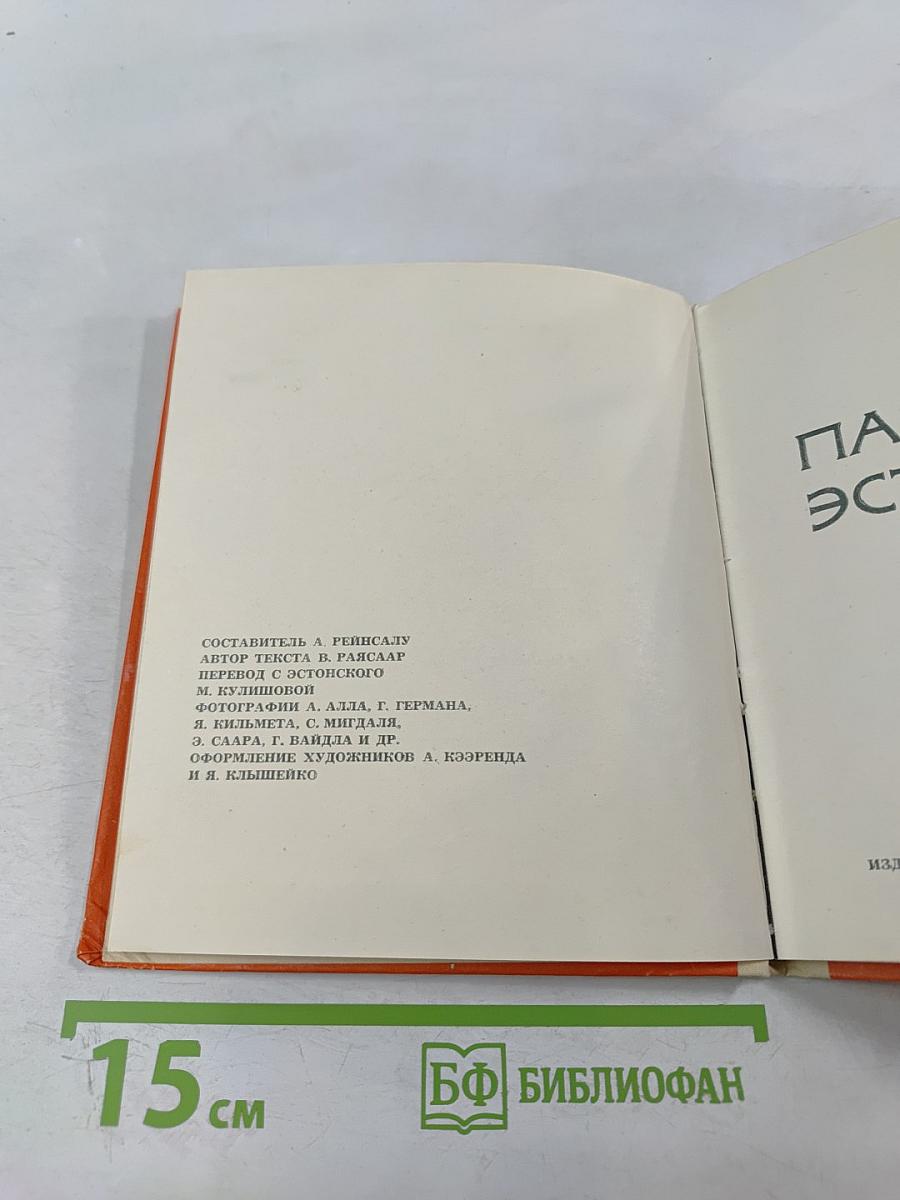 СОСТАВИТЕЛЬ А. РЕЙНСАЛУ
АВТОР ТЕКСТА В. РАЯСААР
ПЕРЕВОД С ЭСТОНСКОГО
М. КУЛИШОВОЙ
ФОТОГРАФИИ А. АЛЛА, Г. ГЕРМАНА,
Я. КИЛЬМЕТА, С. МИГДАЛЯ,
Э. СААРА, Г. ВАЙДЛА И ДР.
ОФОРМЛЕНИЕ ХУДОЖНИКОВ А. КЭЭРЕНДА
И Я. КЛЫШЕЙКО
ПА
ЭСТ
ИЗД
15 см
БФ БИБЛИОФАН